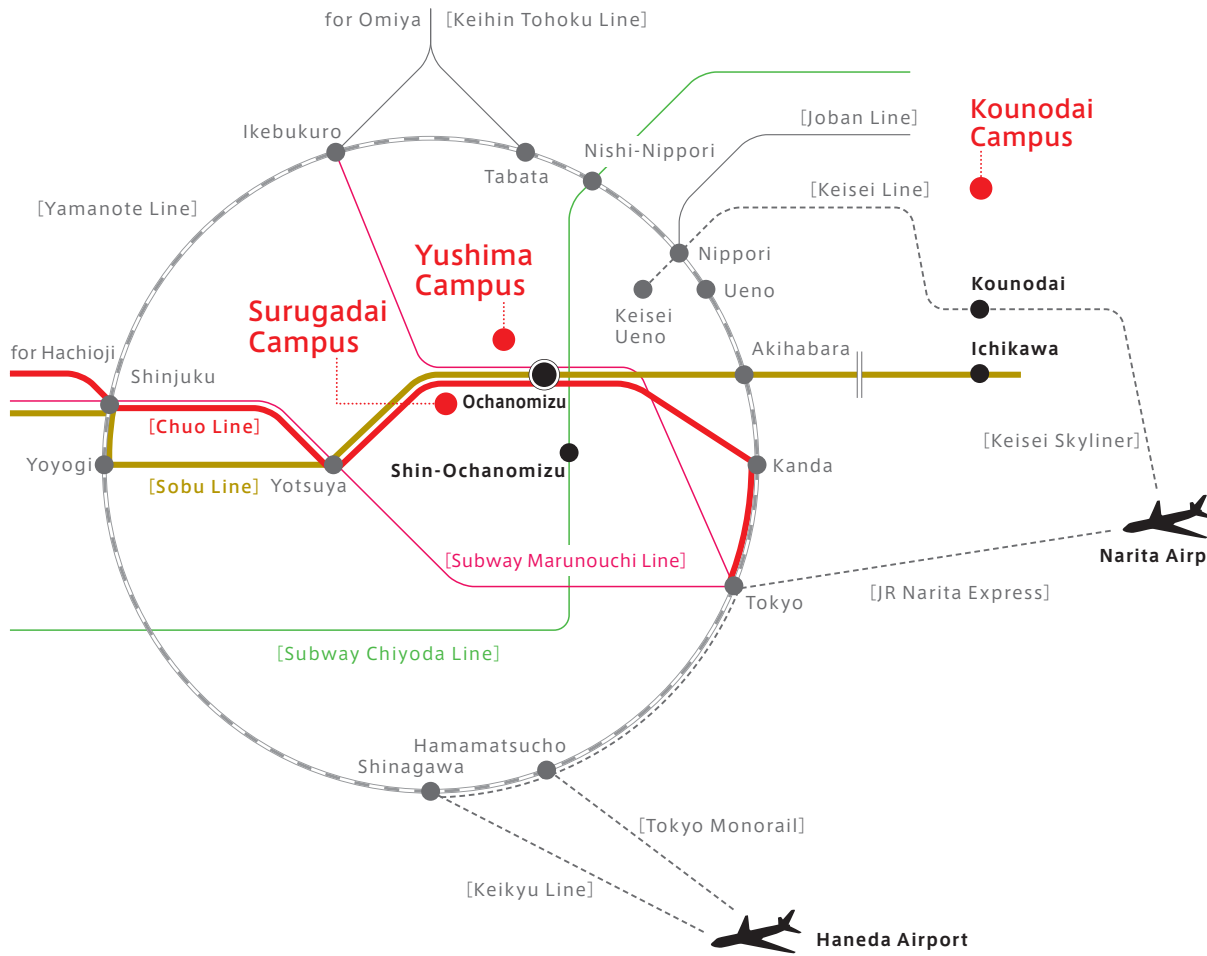 for Omiya
[Keihin Tohoku Line]
Ikebukuro
Tabata
Nishi-Nippori
[Joban Line]
Kounodai
Campus
[Keisei Line]
[Yamanote Line]
Yushima
Campus
Nippori
Ueno
Keisei
Ueno
Kounodai
Surugadai
Campus
for Hachioji
Shinjuku
Akihabara
Ichikawa
Ochanomizu
[Chuo Line]
[Keisei Skyliner]
Yoyogi
[Sobu Line]
Yotsuya
Shin-Ochanomizu
Kanda
Narita Airp
[Subway Marunouchi Line]
Tokyo
[JR Narita Express]
[Subway Chiyoda Line]
Hamamatsucho
Shinagawa
[Tokyo Monorail]
[Keikyu Line]
Haneda Airport